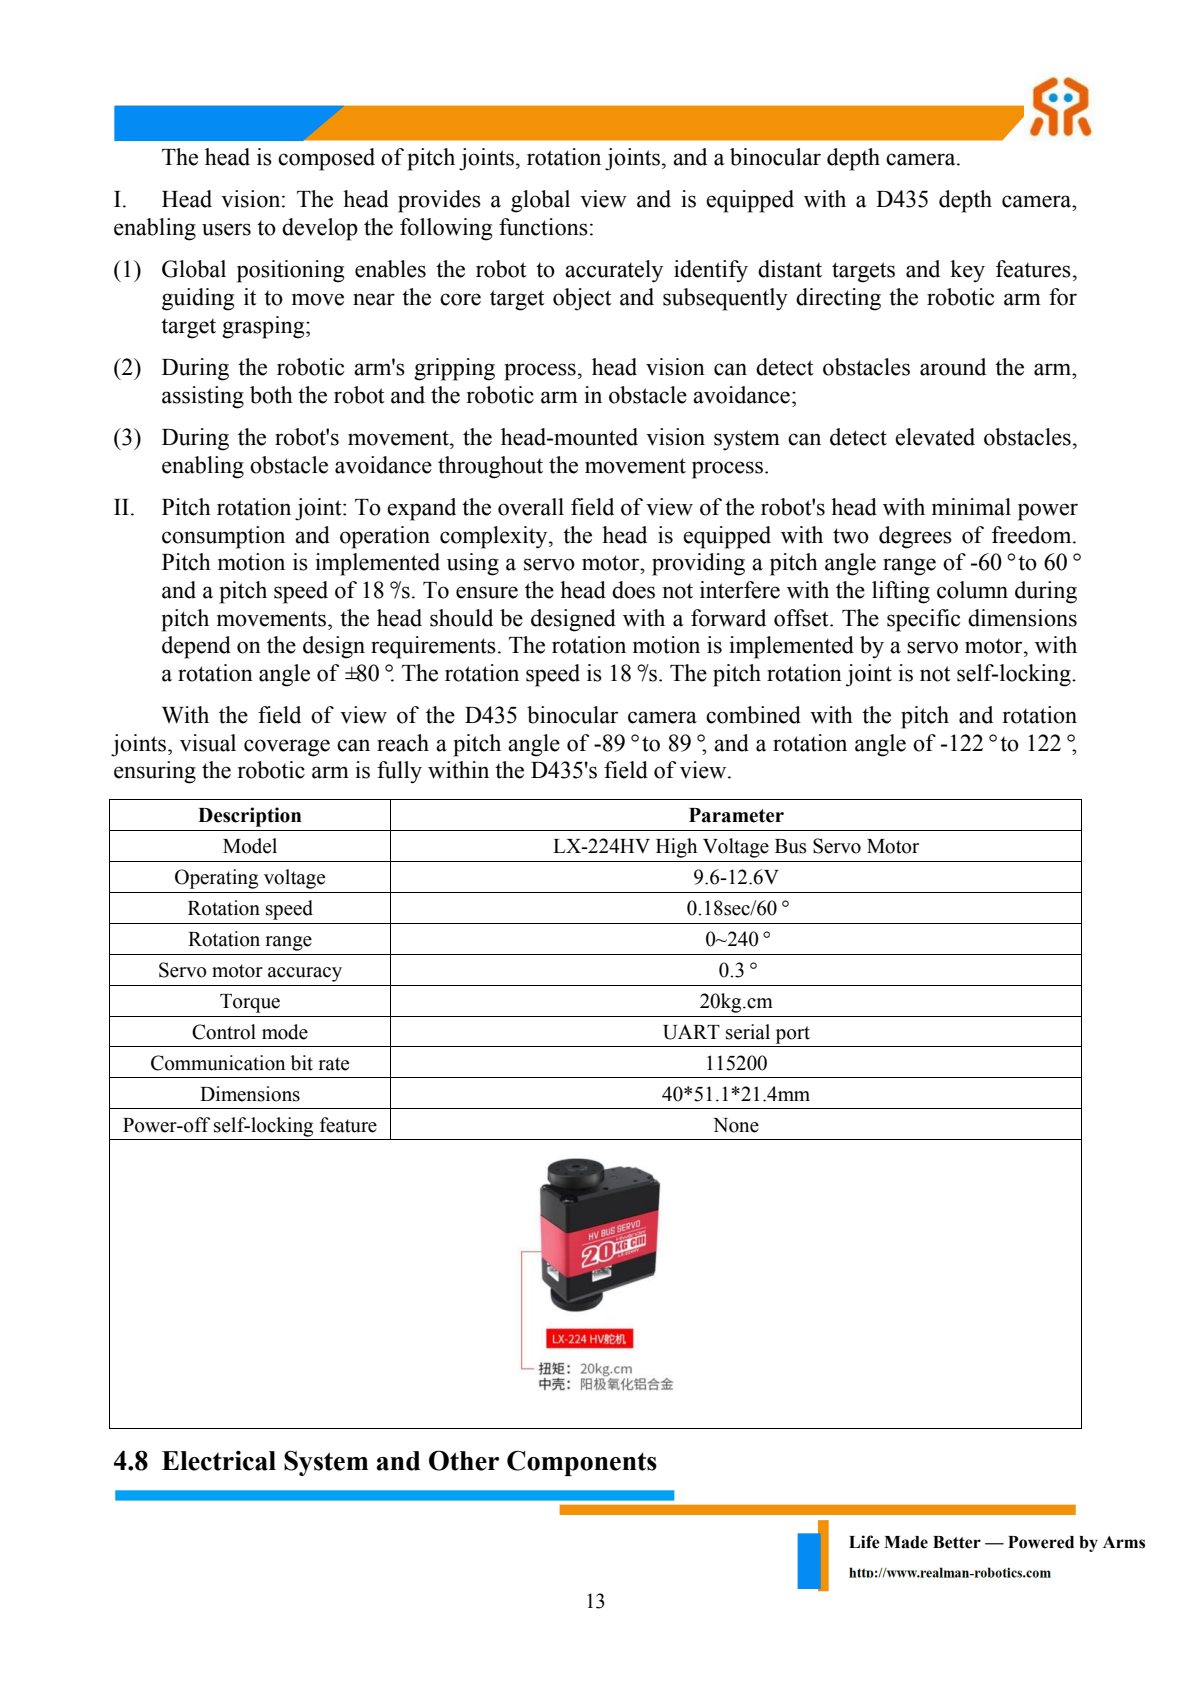 The head is composed of pitch joints, rotation joints, and a binocular depth camera.
I. Head vision: The head provides a global view and is equipped with a D435 depth camera,
enabling users to develop the following functions:
(1) Global positioning enables the robot to accurately identify distant targets and key features,
guiding it to move near the core target object and subsequently directing the robotic arm for
target grasping;
(2) During the robotic arm's gripping process, head vision can detect obstacles around the arm,
assisting both the robot and the robotic arm in obstacle avoidance;
(3) During the robot's movement, the head-mounted vision system can detect elevated obstacles,
enabling obstacle avoidance throughout the movement process.
II. Pitch rotation joint: To expand the overall field of view of the robot's head with minimal power
consumption and operation complexity, the head is equipped with two degrees of freedom.
Pitch motion is implemented using a servo motor, providing a pitch angle range of -60 ° to 60 °
and a pitch speed of 18 °/s. To ensure the head does not interfere with the lifting column during
pitch movements, the head should be designed with a forward offset. The specific dimensions
depend on the design requirements. The rotation motion is implemented by a servo motor, with
a rotation angle of ±80 °. The rotation speed is 18 °/s. The pitch rotation joint is not self-locking.
With the field of view of the D435 binocular camera combined with the pitch and rotation
joints, visual coverage can reach a pitch angle of -89 ° to 89 °, and a rotation angle of -122 ° to 122 °,
ensuring the robotic arm is fully within the D435's field of view.
Description Parameter
Model LX-224HV High Voltage Bus Servo Motor
Operating voltage 9.6-12.6V
Rotation speed 0.18sec/60 °
Rotation range 0~240 °
Servo motor accuracy 0.3 °
Torque 20kg.cm
Control mode UART serial port
Communication bit rate 115200
Dimensions 40*51.1*21.4mm
Power-off self-locking feature None
HV BUS SERVO
20KG CM
LX-224 HV舵机
扭矩：20kg.cm
中壳：阳极氧化铝合金
4.8 Electrical System and Other Components
Life Made Better — Powered by Arms
http://www.realman-robotics.com
13